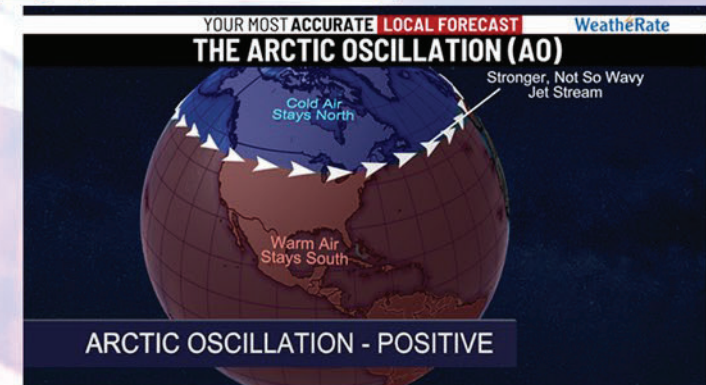 YOUR MOST ACCURATE LOCAL FORECAST
WeatheRate
THE ARCTIC OSCILLATION (AO)
Stronger, Not So Wavy
Jet Stream
Cold Air
Stays North
Warm Air
Stays South
ARCTIC OSCILLATION - POSITIVE